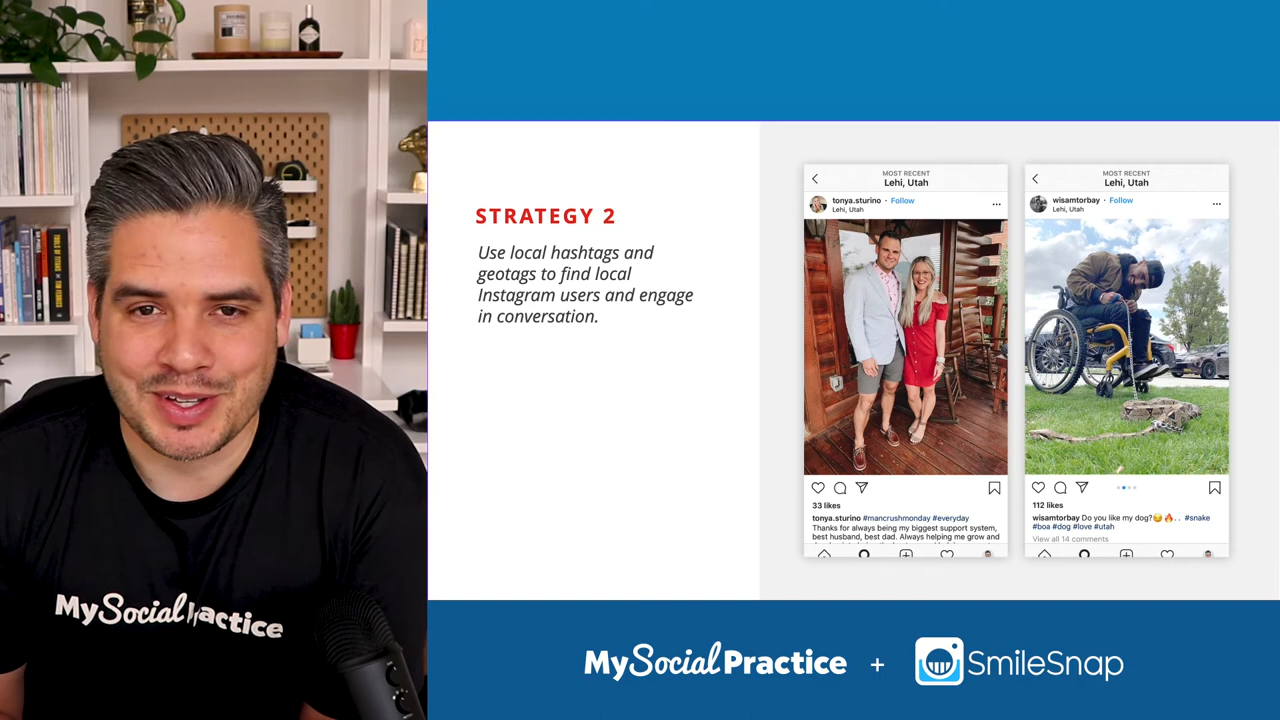 STRATEGY 2
Use local hashtags and
geotags to find local
Instagram users and engage
in conversation.
MOST RECENT
Lehi, Utah
tonya.sturino · Follow
Lehi, Utah
33 likes
tonya.sturino #mancrushmonday #everyday
Thanks for always being my biggest support system,
best husband, best dad. Always helping me grow and
MOST RECENT
Lehi, Utah
wisamtorbay · Follow
Lehi, Utah
112 likes
wisamtorbay Do you like my dog?😏🔥.. #snake
#boa #dog #love #utah
View all 14 comments
MySocialPractice
MySocialPractice + SmileSnap